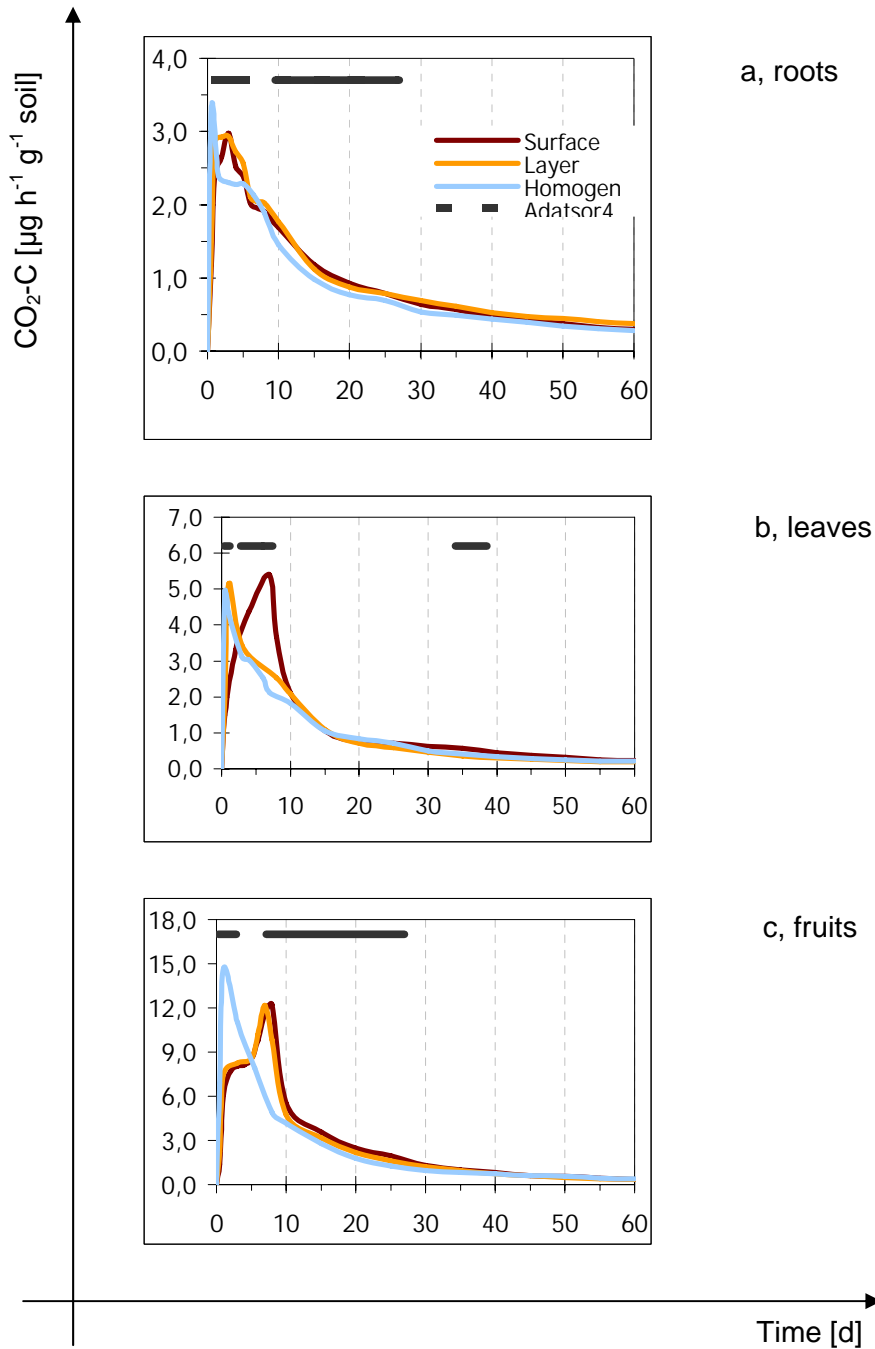 CO2-C [µg h-1 g-1 soil]
a, roots
4,0
3,0
2,0
1,0
0,0
Surface
Layer
Homogen
Adatsor4
0 10 20 30 40 50 60
b, leaves
7,0
6,0
5,0
4,0
3,0
2,0
1,0
0,0
0 10 20 30 40 50 60
c, fruits
18,0
15,0
12,0
9,0
6,0
3,0
0,0
0 10 20 30 40 50 60
Time [d]